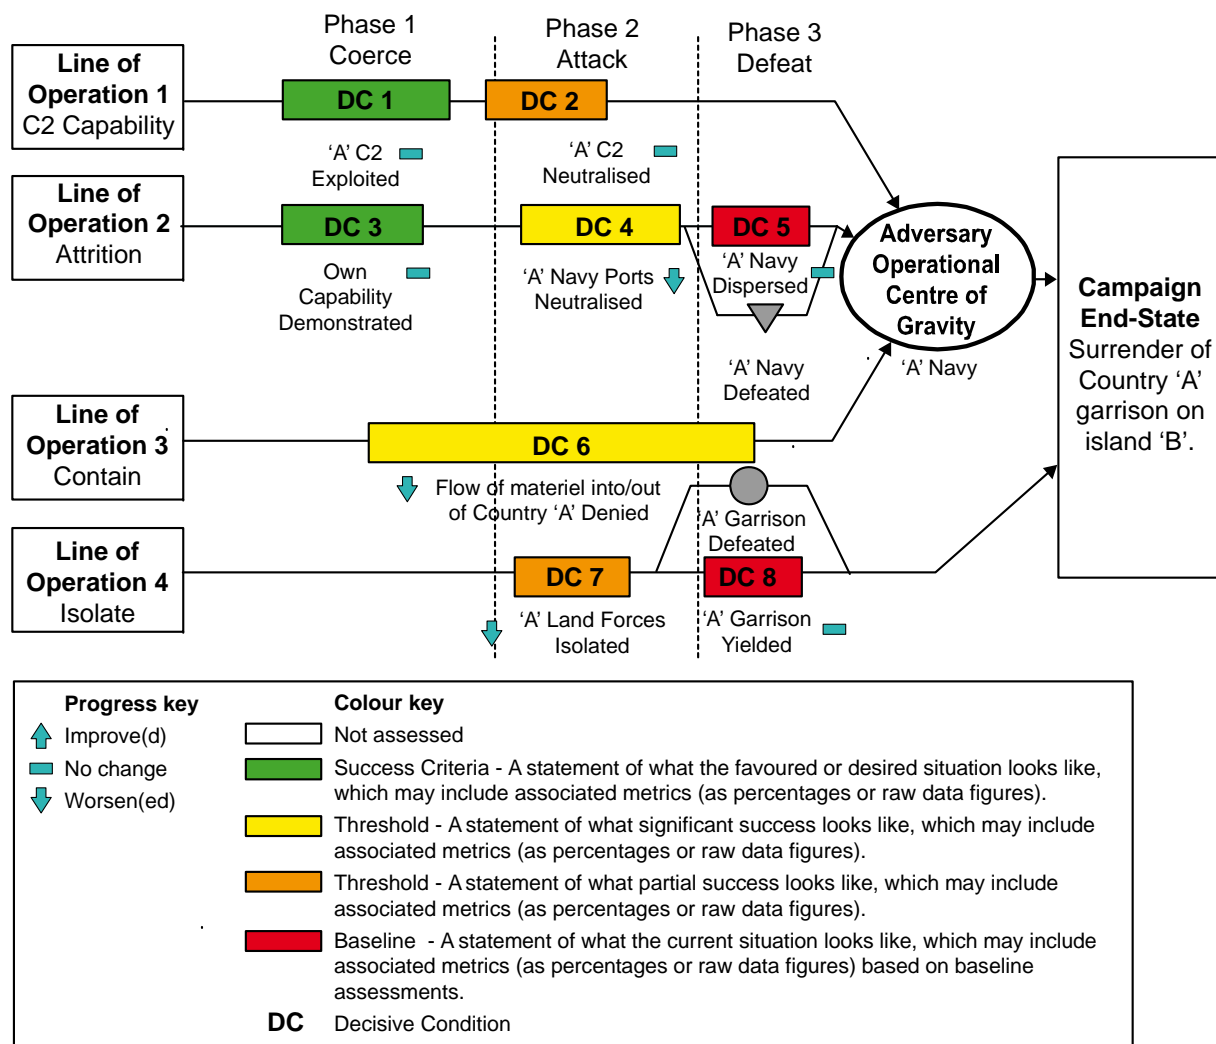 Phase 1
Coerce
Phase 2
Attack
Phase 3
Defeat
Line of
Operation 1
C2 Capability
DC 1
DC 2
‘A’ C2
Exploited
‘A’ C2
Neutralised
Line of
Operation 2
Attrition
DC 3
DC 4
DC 5
Own
Capability
Demonstrated
‘A’ Navy Ports
Neutralised
‘A’ Navy
Dispersed
‘A’ Navy
Defeated
Adversary
Operational
Centre of
Gravity
‘A’ Navy
Campaign
End-State
Surrender of
Country ‘A’
garrison on
island ‘B’.
Line of
Operation 3
Contain
DC 6
Flow of materiel into/out
of Country ‘A’ Denied
‘A’ Garrison
Defeated
Line of
Operation 4
Isolate
DC 7
DC 8
‘A’ Land Forces
Isolated
‘A’ Garrison
Yielded
Progress key
Improve(d)
No change
Worsen(ed)
Colour key
Not assessed
Success Criteria - A statement of what the favoured or desired situation looks like,
which may include associated metrics (as percentages or raw data figures).
Threshold - A statement of what significant success looks like, which may include
associated metrics (as percentages or raw data figures).
Threshold - A statement of what partial success looks like, which may include
associated metrics (as percentages or raw data figures).
Baseline - A statement of what the current situation looks like, which may include
associated metrics (as percentages or raw data figures) based on baseline
assessments.
DC Decisive Condition